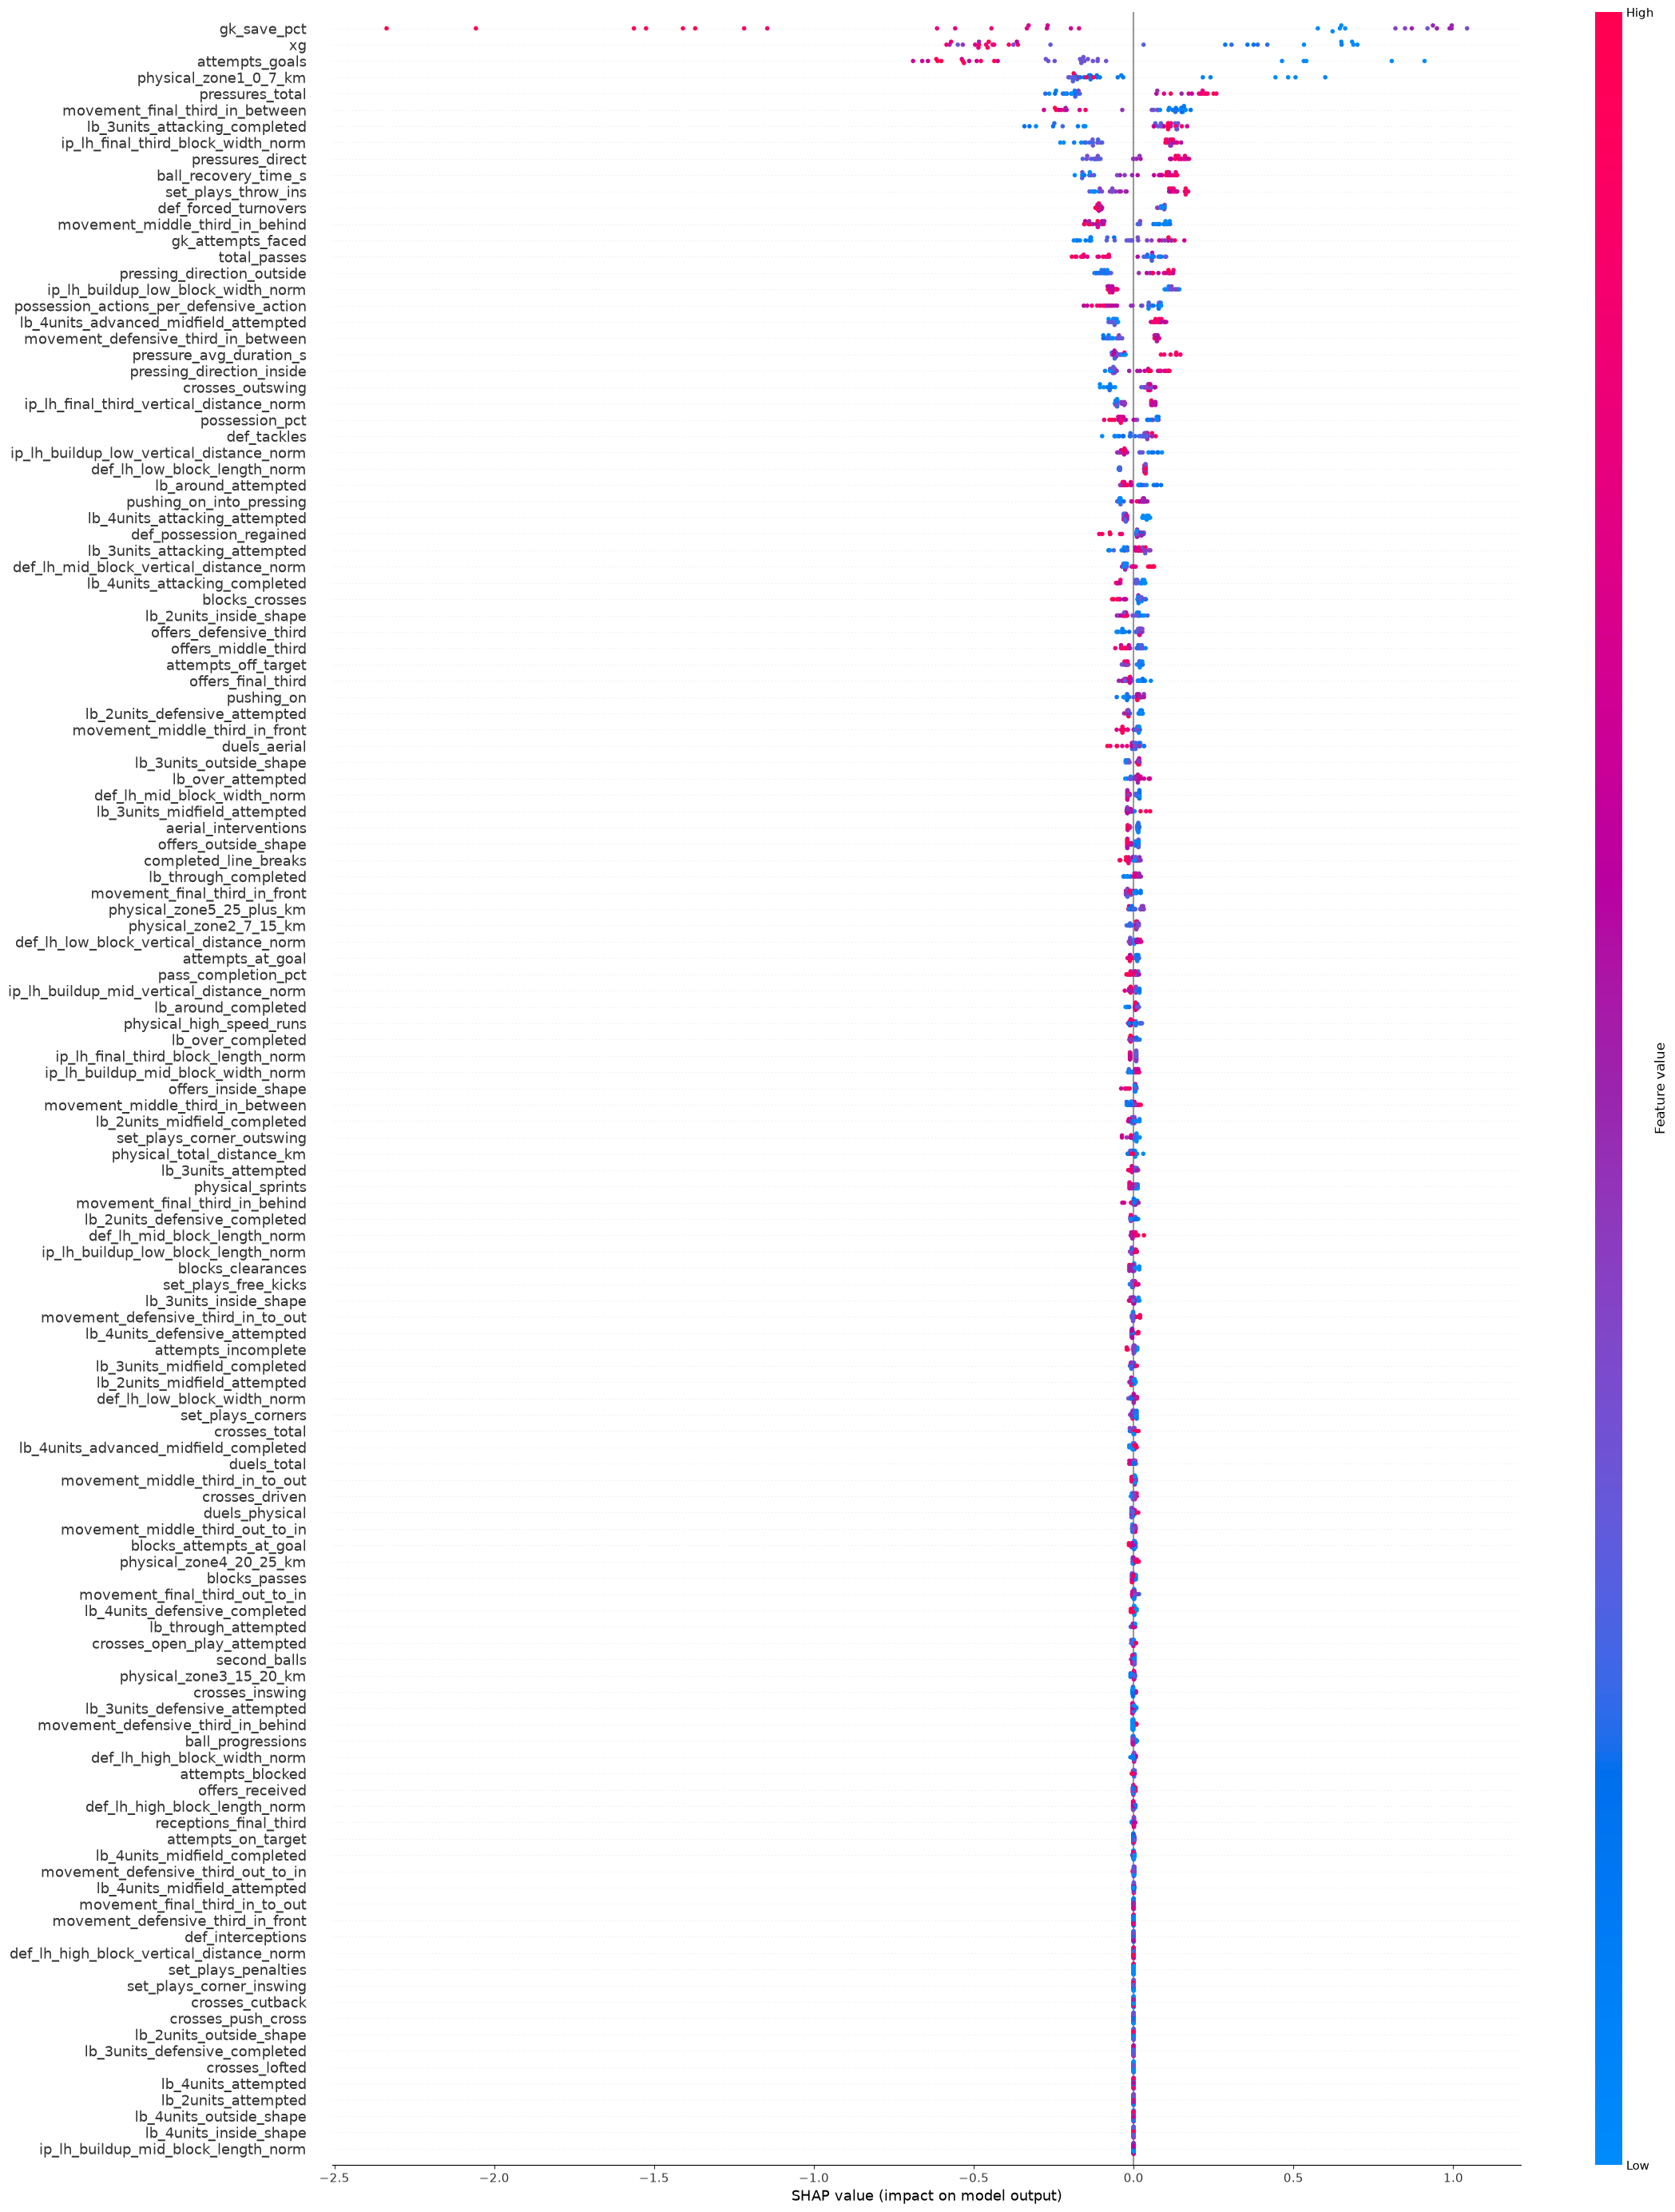 High
gk_save_pct
xg
attempts_goals
physical_zone1_0_7_km
pressures_total
movement_final_third_in_between
lb_3units_attacking_completed
ip_lh_final_third_block_width_norm
pressures_direct
ball_recovery_time_s
set_plays_throw_ins
def_forced_turnovers
movement_middle_third_in_behind
gk_attempts_faced
total_passes
pressing_direction_outside
ip_lh_buildup_low_block_width_norm
possession_actions_per_defensive_action
lb_4units_advanced_midfield_attempted
movement_defensive_third_in_between
pressure_avg_duration_s
pressing_direction_inside
crosses_outswing
ip_lh_final_third_vertical_distance_norm
possession_pct
def_tackles
ip_lh_buildup_low_vertical_distance_norm
def_lh_low_block_length_norm
lb_around_attempted
pushing_on_into_pressing
lb_4units_attacking_attempted
def_possession_regained
lb_3units_attacking_attempted
def_lh_mid_block_vertical_distance_norm
lb_4units_attacking_completed
blocks_crosses
lb_2units_inside_shape
offers_defensive_third
offers_middle_third
attempts_off_target
offers_final_third
pushing_on
lb_2units_defensive_attempted
movement_middle_third_in_front
duels_aerial
lb_3units_outside_shape
lb_over_attempted
def_lh_mid_block_width_norm
lb_3units_midfield_attempted
aerial_interventions
offers_outside_shape
completed_line_breaks
lb_through_completed
movement_final_third_in_front
physical_zone5_25_plus_km
physical_zone2_7_15_km
def_lh_low_block_vertical_distance_norm
attempts_at_goal
pass_completion_pct
ip_lh_buildup_mid_vertical_distance_norm
lb_around_completed
physical_high_speed_runs
lb_over_completed
ip_lh_final_third_block_length_norm
ip_lh_buildup_mid_block_width_norm
offers_inside_shape
movement_middle_third_in_between
lb_2units_midfield_completed
set_plays_corner_outswing
physical_total_distance_km
lb_3units_attempted
physical_sprints
movement_final_third_in_behind
lb_2units_defensive_completed
def_lh_mid_block_length_norm
ip_lh_buildup_low_block_length_norm
blocks_clearances
set_plays_free_kicks
lb_3units_inside_shape
movement_defensive_third_in_to_out
lb_4units_defensive_attempted
attempts_incomplete
lb_3units_midfield_completed
lb_2units_midfield_attempted
def_lh_low_block_width_norm
set_plays_corners
crosses_total
lb_4units_advanced_midfield_completed
duels_total
movement_middle_third_in_to_out
crosses_driven
duels_physical
movement_middle_third_out_to_in
blocks_attempts_at_goal
physical_zone4_20_25_km
blocks_passes
movement_final_third_out_to_in
lb_4units_defensive_completed
lb_through_attempted
crosses_open_play_attempted
second_balls
physical_zone3_15_20_km
crosses_inswing
lb_3units_defensive_attempted
movement_defensive_third_in_behind
ball_progressions
def_lh_high_block_width_norm
attempts_blocked
offers_received
def_lh_high_block_length_norm
receptions_final_third
attempts_on_target
lb_4units_midfield_completed
movement_defensive_third_out_to_in
lb_4units_midfield_attempted
movement_final_third_in_to_out
movement_defensive_third_in_front
def_interceptions
def_lh_high_block_vertical_distance_norm
set_plays_penalties
set_plays_corner_inswing
crosses_cutback
crosses_push_cross
lb_2units_outside_shape
lb_3units_defensive_completed
crosses_lofted
lb_4units_attempted
lb_2units_attempted
lb_4units_outside_shape
lb_4units_inside_shape
ip_lh_buildup_mid_block_length_norm
Feature value
Low
−2.5 −2.0 −1.5 −1.0 −0.5 0.0 0.5 1.0
SHAP value (impact on model output)